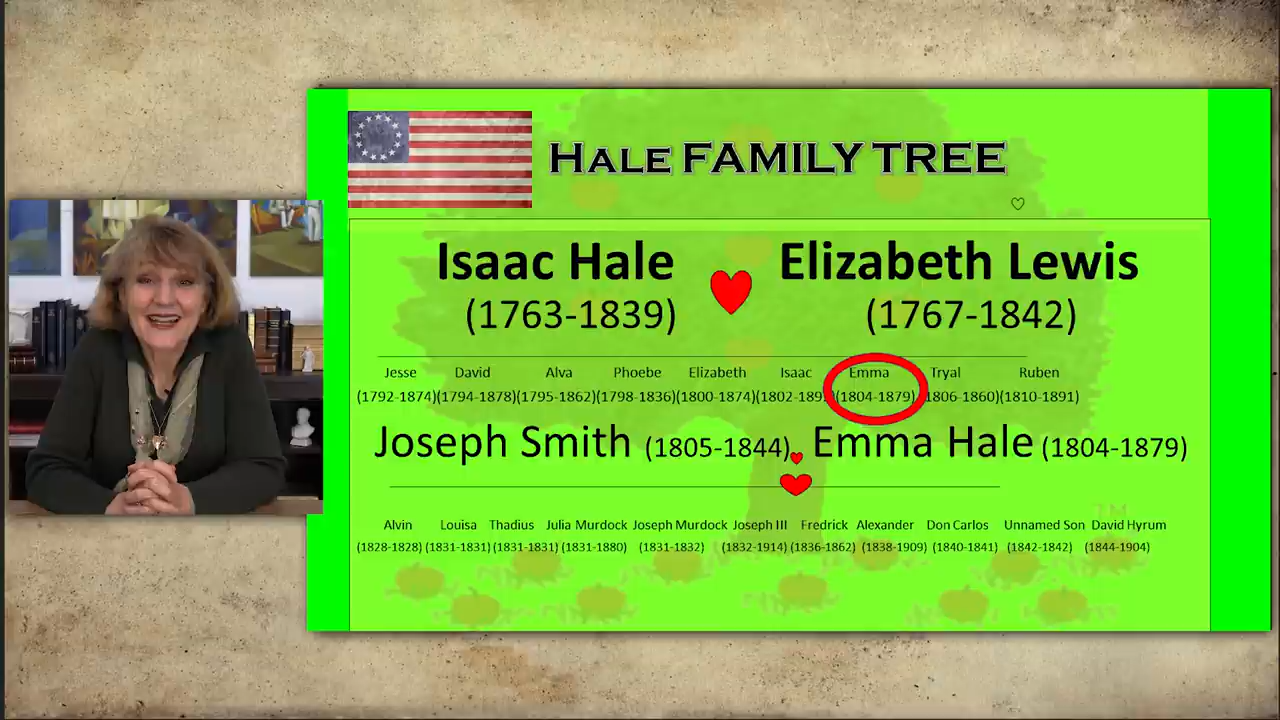 HALE FAMILY TREE
Isaac Hale Elizabeth Lewis
(1763-1839) (1767-1842)
Jesse David Alva Phoebe Elizabeth Isaac Emma Tryal Ruben
(1792-1874)(1794-1878)(1795-1862)(1798-1836)(1800-1874)(1802-189 (1804-1879) 1806-1860)(1810-1891)
Joseph Smith (1805-1844) Emma Hale (1804-1879)
Alvin Louisa Thadius Julia Murdock Joseph Murdock Joseph III Fredrick Alexander Don Carlos Unnamed Son David Hyrum
(1828-1828) (1831-1831) (1831-1831) (1831-1880) (1831-1832) (1832-1914) (1836-1862) (1838-1909) (1840-1841) (1842-1842) (1844-1904)